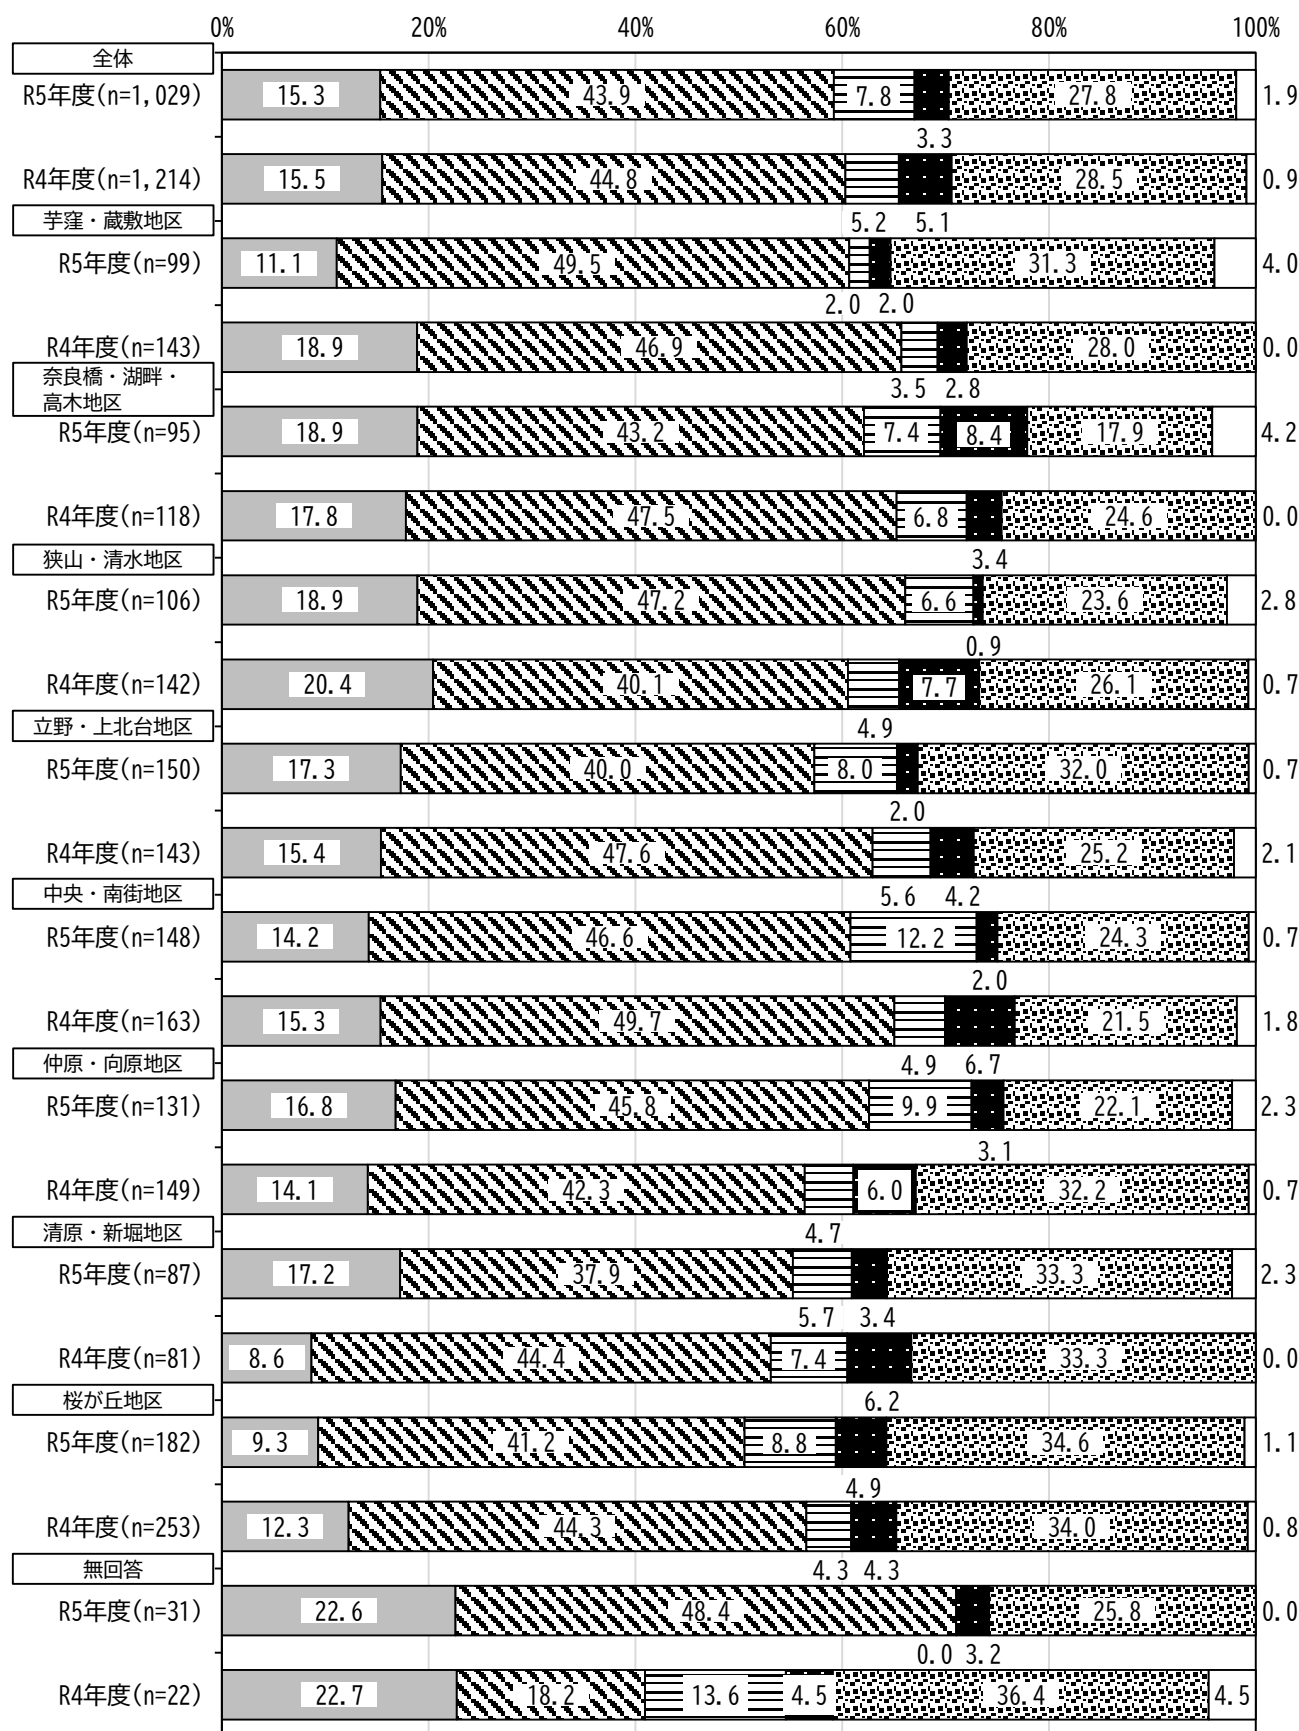 0% 20% 40% 60% 80% 100%
全体
R5年度(n=1,029) 15.3 43.9 7.8 27.8 1.9
3.3
R4年度(n=1,214) 15.5 44.8 28.5 0.9
芋窪・蔵敷地区 5.2 5.1
R5年度(n=99) 11.1 49.5 31.3 4.0
2.0 2.0
R4年度(n=143) 18.9 46.9 28.0 0.0
奈良橋・湖畔・
高木地区 3.5 2.8
R5年度(n=95) 18.9 43.2 7.4 8.4 17.9 4.2
R4年度(n=118) 17.8 47.5 6.8 24.6 0.0
狭山・清水地区 3.4
R5年度(n=106) 18.9 47.2 6.6 23.6 2.8
0.9
R4年度(n=142) 20.4 40.1 7.7 26.1 0.7
立野・上北台地区 4.9
R5年度(n=150) 17.3 40.0 8.0 32.0 0.7
2.0
R4年度(n=143) 15.4 47.6 25.2 2.1
中央・南街地区 5.6 4.2
R5年度(n=148) 14.2 46.6 12.2 24.3 0.7
2.0
R4年度(n=163) 15.3 49.7 21.5 1.8
仲原・向原地区 4.9 6.7
R5年度(n=131) 16.8 45.8 9.9 22.1 2.3
3.1
R4年度(n=149) 14.1 42.3 6.0 32.2 0.7
清原・新堀地区 4.7
R5年度(n=87) 17.2 37.9 33.3 2.3
5.7 3.4
R4年度(n=81) 8.6 44.4 7.4 33.3 0.0
桜が丘地区 6.2
R5年度(n=182) 9.3 41.2 8.8 34.6 1.1
4.9
R4年度(n=253) 12.3 44.3 34.0 0.8
無回答 4.3 4.3
R5年度(n=31) 22.6 48.4 25.8 0.0
0.0 3.2
R4年度(n=22) 22.7 18.2 13.6 4.5 36.4 4.5